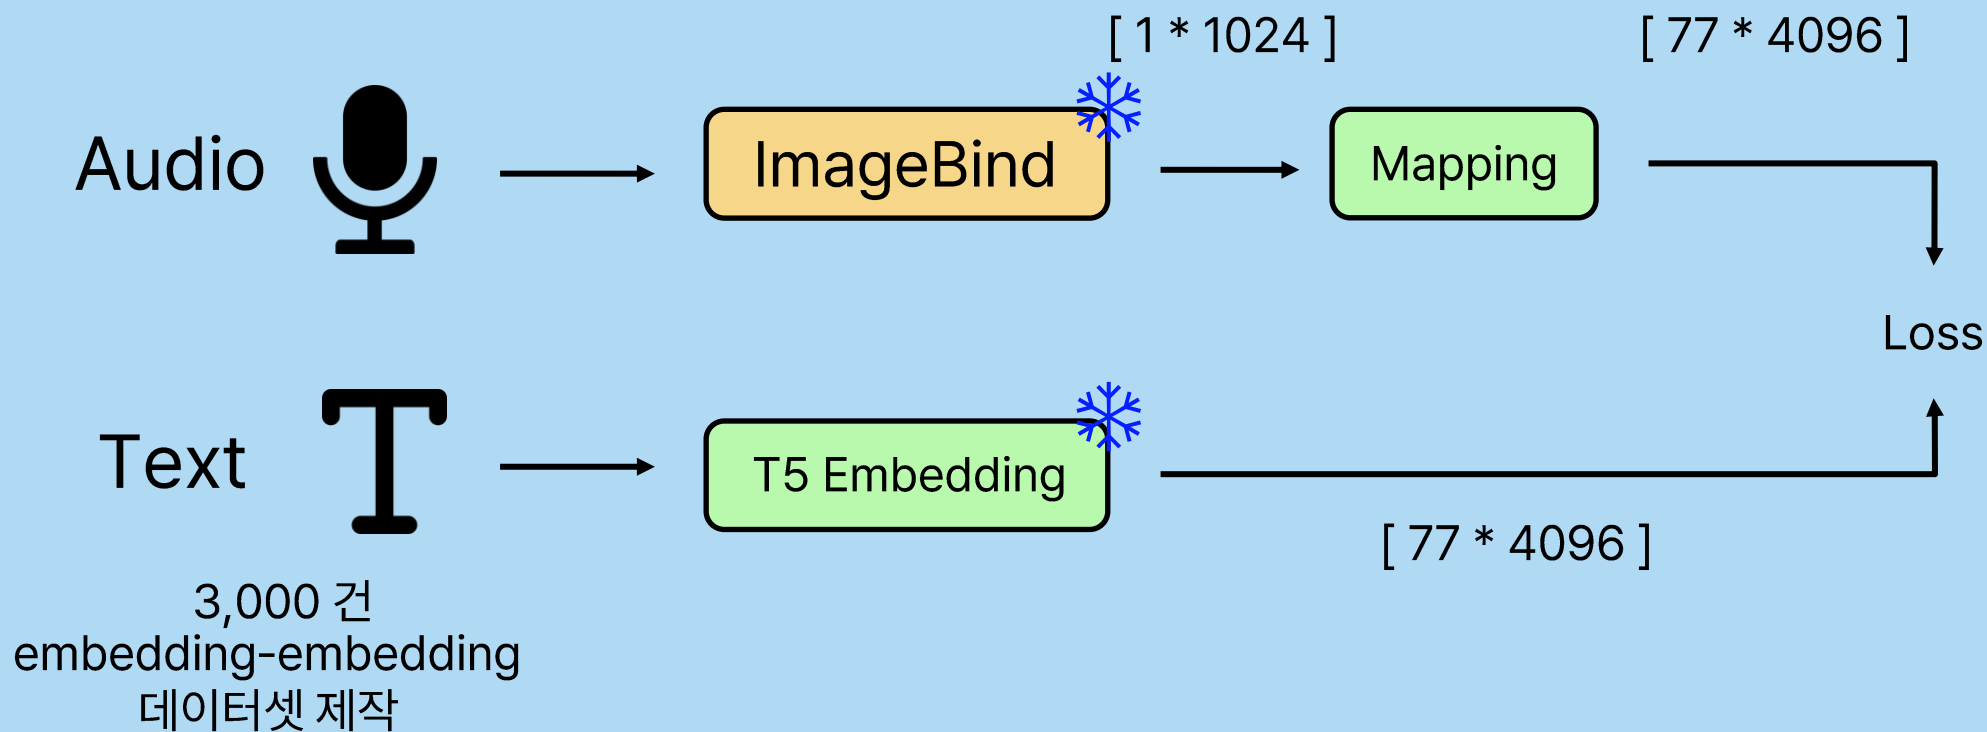 [ 1 * 1024 ]
[ 77 * 4096 ]
Audio
ImageBind
Mapping
Loss
Text
T5 Embedding
[ 77 * 4096 ]
3,000 건
embedding-embedding
데이터셋 제작